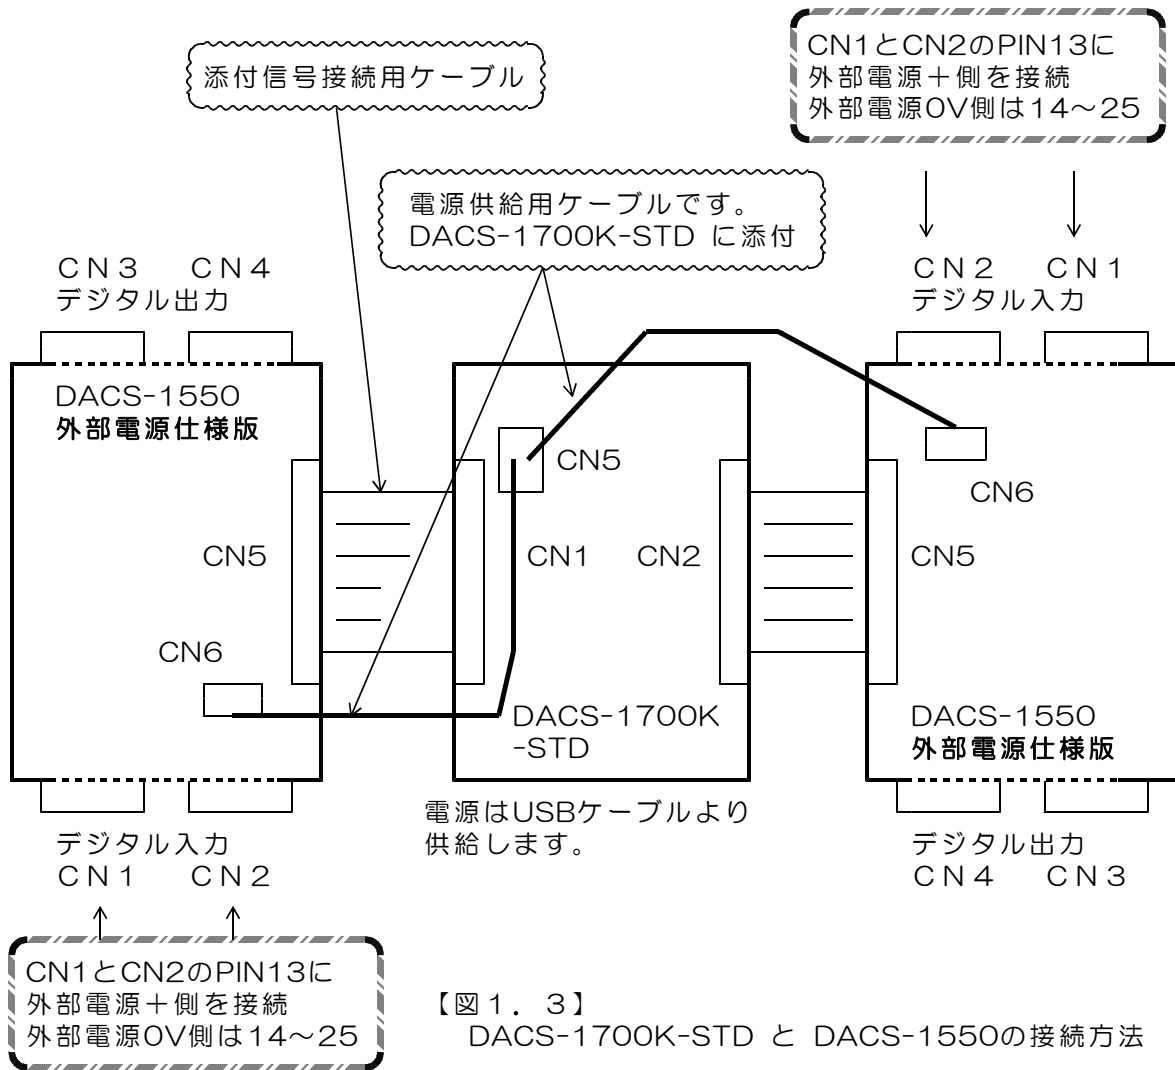 CN1とCN2のPIN13に
外部電源＋側を接続
外部電源0V側は14～25
添付信号接続用ケーブル
電源供給用ケーブルです。
DACS-1700K-STD に添付
ＣＮ３　ＣＮ４
デジタル出力
ＣＮ２　ＣＮ１
デジタル入力
DACS-1550
外部電源仕様版
CN5
CN6
CN5
CN1
CN2
CN5
CN6
DACS-1700K
-STD
DACS-1550
外部電源仕様版
電源はUSBケーブルより
供給します。
デジタル入力
ＣＮ１　ＣＮ２
デジタル出力
ＣＮ４　ＣＮ３
CN1とCN2のPIN13に
外部電源＋側を接続
外部電源0V側は14～25
【図１．３】
DACS-1700K-STD と DACS-1550の接続方法